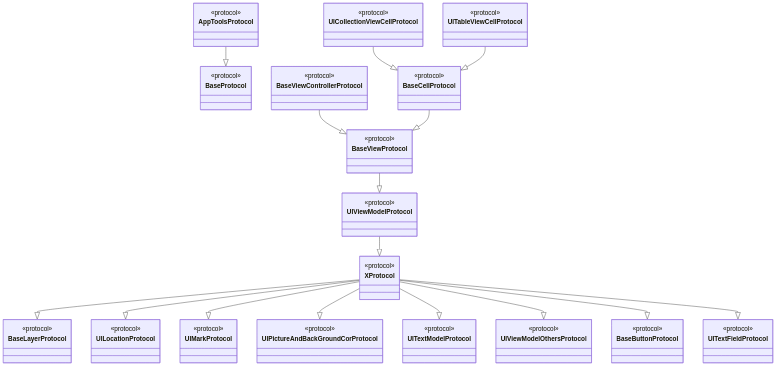 «protocol»
AppToolsProtocol
«protocol»
UICollectionViewCellProtocol
«protocol»
UITableViewCellProtocol
«protocol»
BaseProtocol
«protocol»
BaseViewControllerProtocol
«protocol»
BaseCellProtocol
«protocol»
BaseViewProtocol
«protocol»
UIViewModelProtocol
«protocol»
XProtocol
«protocol»
BaseLayerProtocol
«protocol»
UILocationProtocol
«protocol»
UIMarkProtocol
«protocol»
UIPictureAndBackGroundCorProtocol
«protocol»
UITextModelProtocol
«protocol»
UIViewModelOthersProtocol
«protocol»
BaseButtonProtocol
«protocol»
UITextFieldProtocol